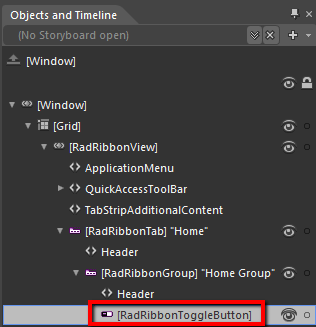 Objects and Timeline
(No Storyboard open)
[Window]
[Window]
[Grid]
[RadRibbonView]
ApplicationMenu
QuickAccessToolBar
TabStripAdditionalContent
[RadRibbonTab] "Home"
Header
[RadRibbonGroup] "Home Group"
Header
[RadRibbonToggleButton]